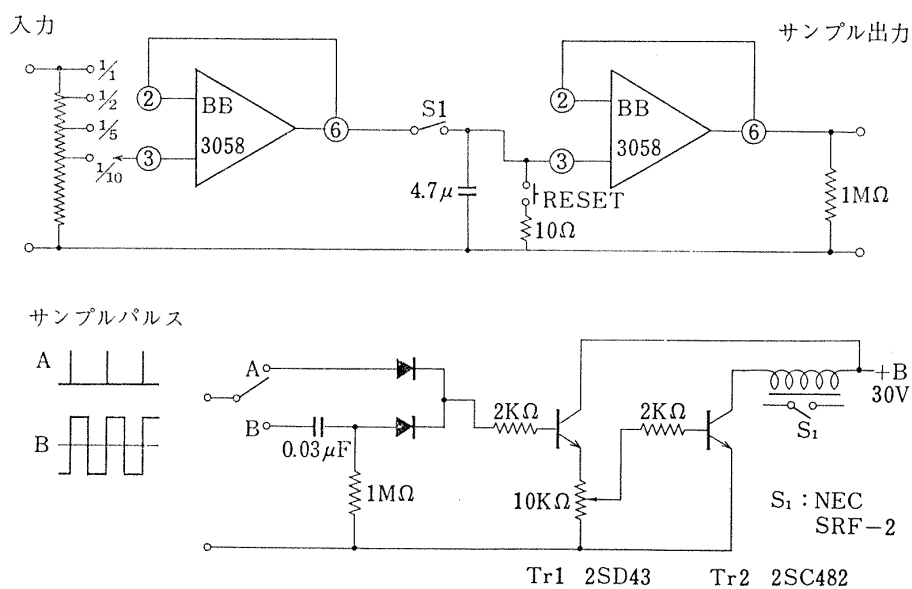 入力
サンプル出力
1/1
1/2
1/5
1/10
②
③
BB
3058
⑥
S1
4.7μ
RESET
10Ω
②
③
BB
3058
⑥
1MΩ
サンプルパルス
A
B
A
B
0.03μF
1MΩ
2KΩ
10KΩ
2KΩ
+B
30V
S₁
S₁:NEC
SRF-2
Tr1 2SD43
Tr2 2SC482